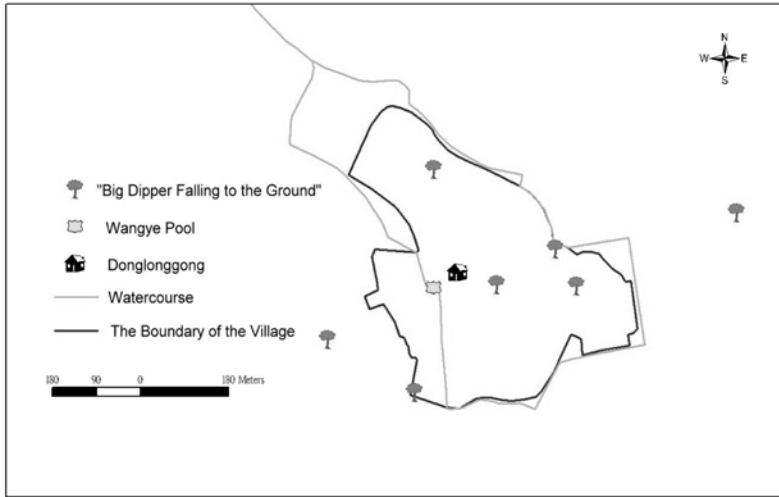 N
W E
S
"Big Dipper Falling to the Ground"
Wangye Pool
Donglonggong
Watercourse
The Boundary of the Village
180 90 0 180 Meters